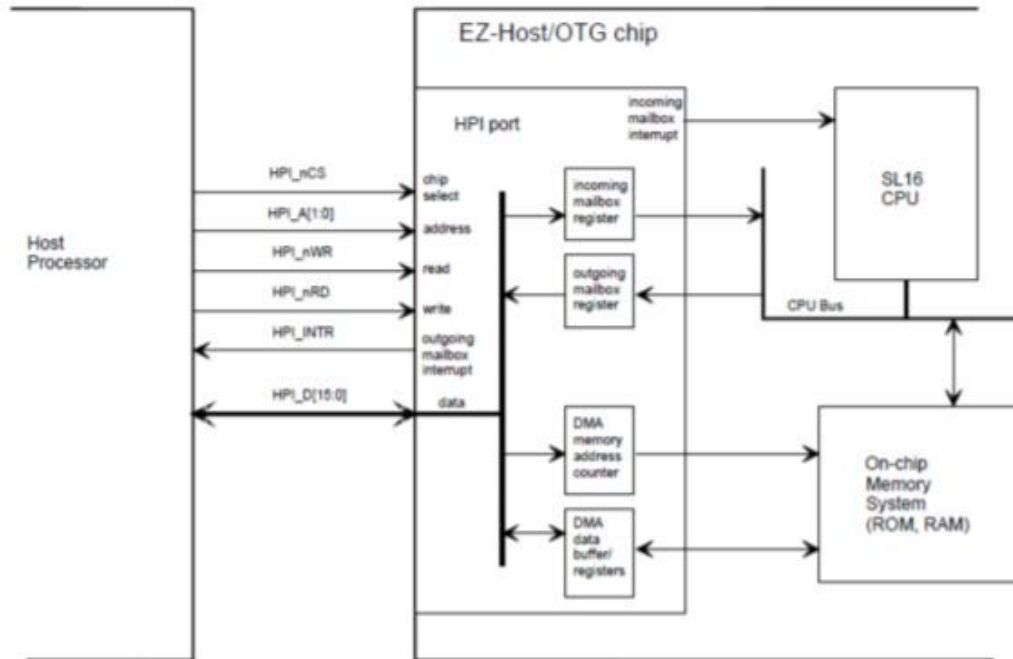 EZ-Host/OTG chip
HPI port
incoming
mailbox
interrupt
SL16
CPU
Host
Processor
HPI_nCS
HPI_A[1:0]
HPI_nWR
HPI_nRD
HPI_INTR
HPI_D[15:0]
chip
select
address
read
write
outgoing
mailbox
interrupt
data
incoming
mailbox
register
outgoing
mailbox
register
CPU Bus
DMA
memory
address
counter
DMA
data
buffer/
registers
On-chip
Memory
System
(ROM, RAM)